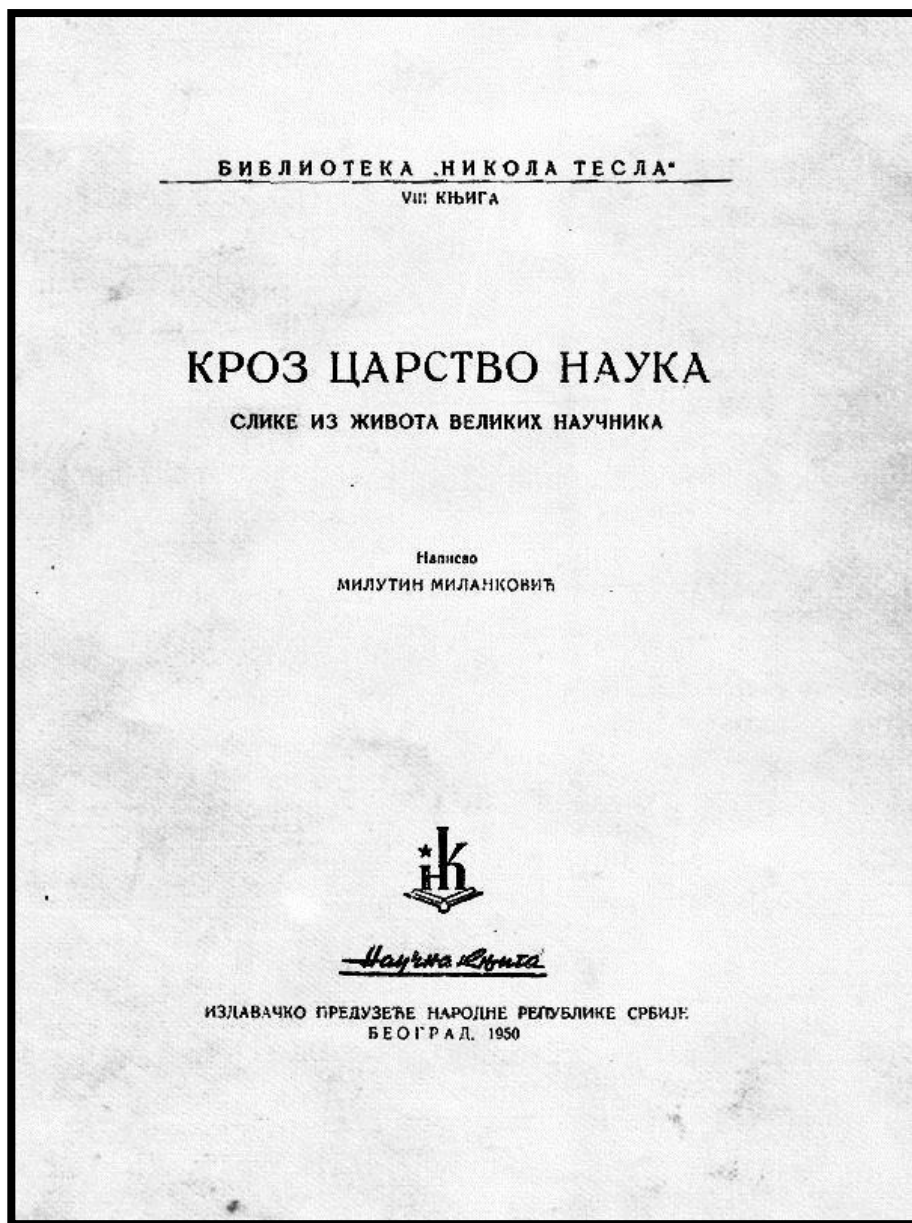 БИБЛИОТЕКА „НИКОЛА ТЕСЛА“
VIII КЊИГА
КРОЗ ЦАРСТВО НАУКА
СЛИКЕ ИЗ ЖИВОТА ВЕЛИКИХ НАУЧНИКА
Написао
МИЛУТИН МИЛАНКОВИЋ
нк
Научна књига
ИЗДАВАЧКО ПРЕДУЗЕЋЕ НАРОДНЕ РЕПУБЛИКЕ СРБИЈЕ
БЕОГРАД, 1950